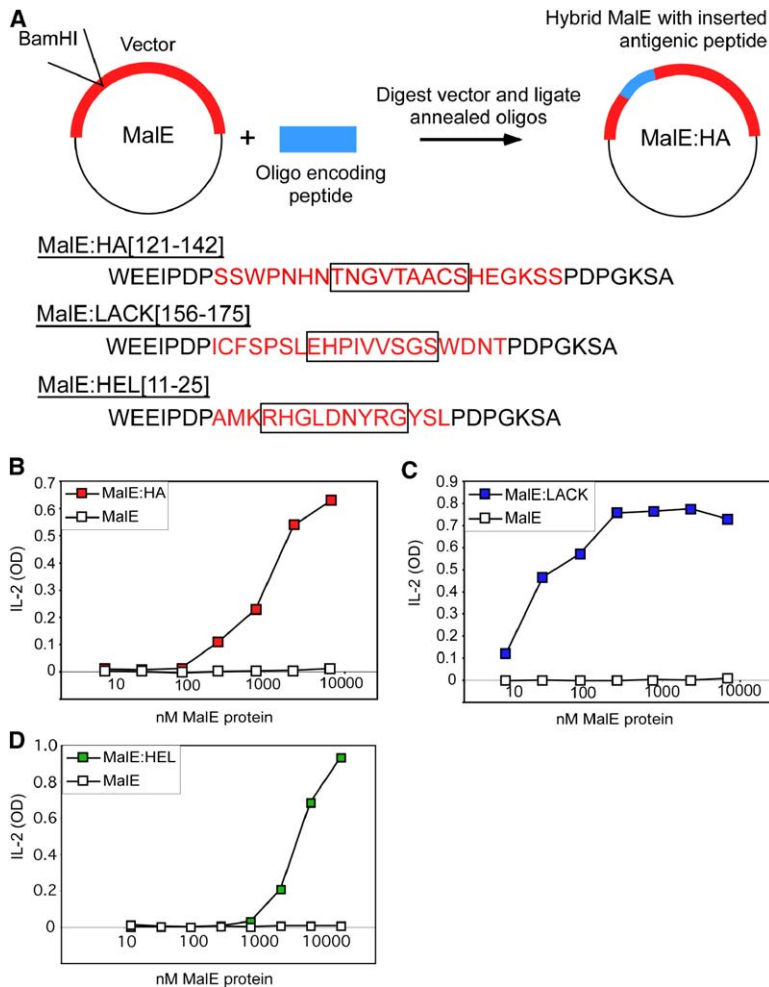 A
BamHI
Vector
MalE
+
Oligo encoding
peptide
Digest vector and ligate
annealed oligos
Hybrid MalE with inserted
antigenic peptide
MalE:HA
MalE:HA[121-142]
WEEIPDPSSWPNHNTNGVTAACSHEGKSSPDPGKSA
MalE:LACK[156-175]
WEEIPDPICFSPSLEHPIVVSGSWDNTPDPGKSA
MalE:HEL[11-25]
WEEIPDPAMKRHGLDNYRGYSLPDPGKSA
B
MalE:HA
MalE
IL-2 (OD)
0.7
0.6
0.5
0.4
0.3
0.2
0.1
0
10 100 1000 10000
nM MalE protein
C
MalE:LACK
MalE
IL-2 (OD)
0.9
0.8
0.7
0.6
0.5
0.4
0.3
0.2
0.1
0
10 100 1000 10000
nM MalE protein
D
MalE:HEL
MalE
IL-2 (OD)
1.0
0.8
0.6
0.4
0.2
0
10 100 1000 10000
nM MalE protein